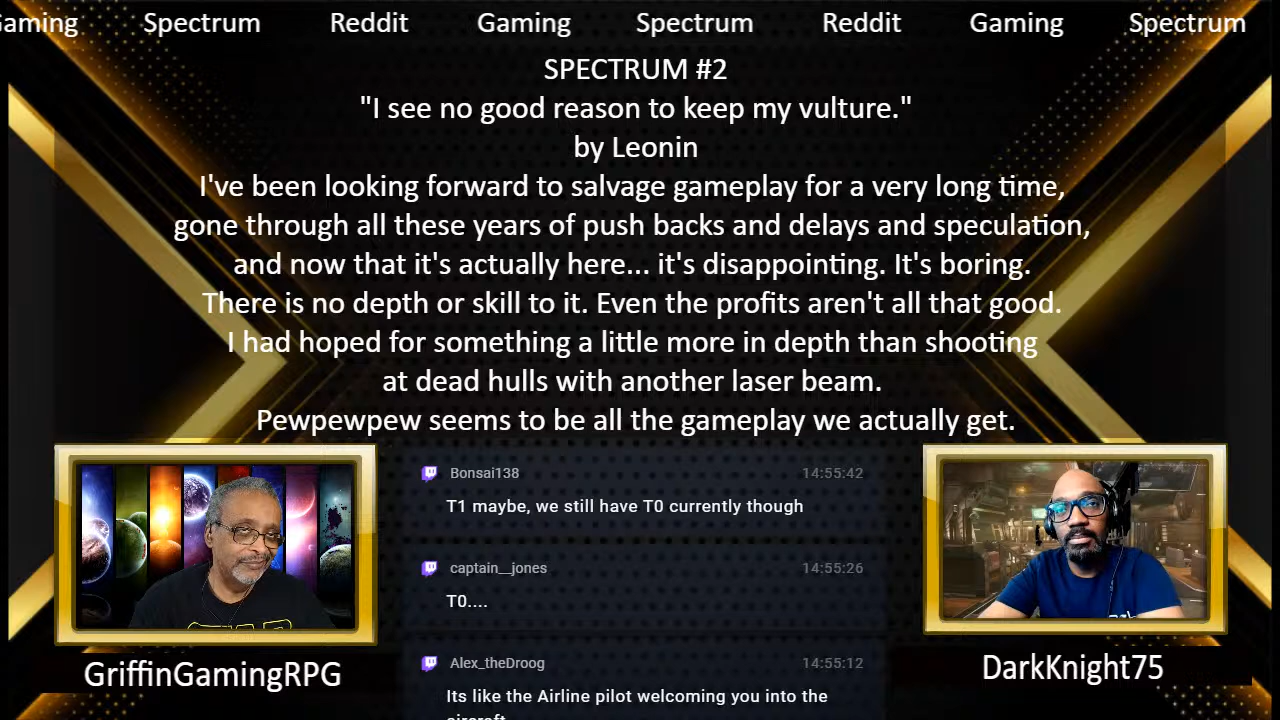 Gaming Spectrum Reddit Gaming Spectrum Reddit Gaming Spectrum
SPECTRUM #2
"I see no good reason to keep my vulture."
by Leonin
I've been looking forward to salvage gameplay for a very long time,
gone through all these years of push backs and delays and speculation,
and now that it's actually here... it's disappointing. It's boring.
There is no depth or skill to it. Even the profits aren't all that good.
I had hoped for something a little more in depth than shooting
at dead hulls with another laser beam.
Pewpewpew seems to be all the gameplay we actually get.
Bonsai138 14:55:42
T1 maybe, we still have T0 currently though
captain__jones 14:55:26
T0....
Alex_theDroog 14:55:12
Its like the Airline pilot welcoming you into the
aircraft
GriffinGamingRPG
DarkKnight75